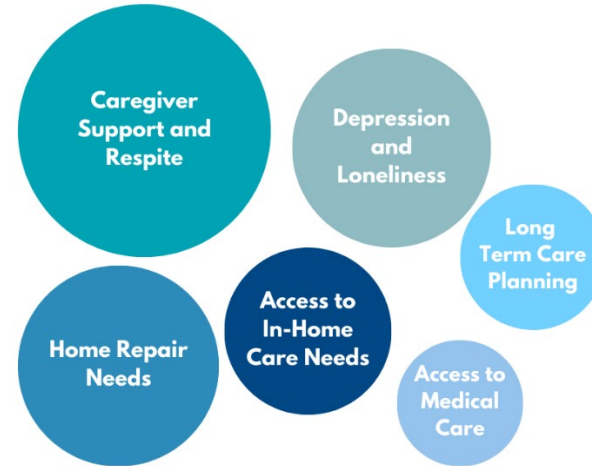 Caregiver
Support and
Respite
Depression
and
Loneliness
Long
Term Care
Planning
Home Repair
Needs
Access to
In-Home
Care Needs
Access to
Medical
Care